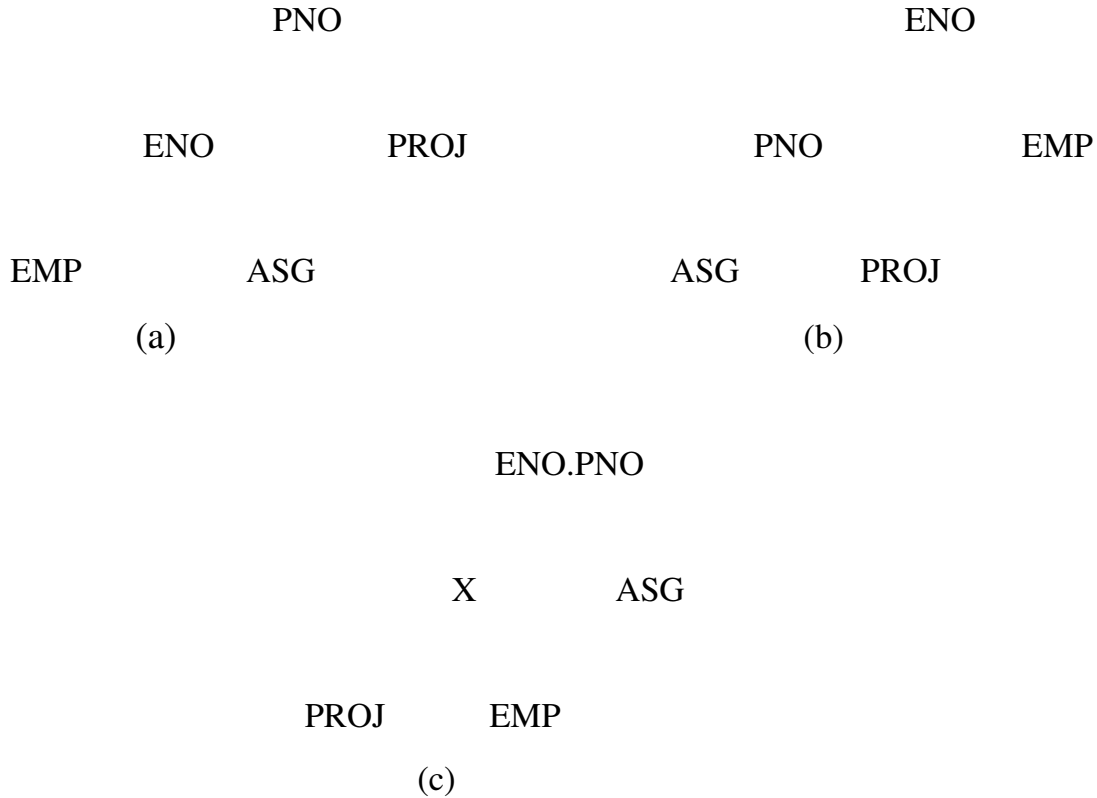 PNO ENO
ENO PROJ PNO EMP
EMP ASG ASG PROJ
(a) (b)
ENO.PNO
X ASG
PROJ EMP
(c)